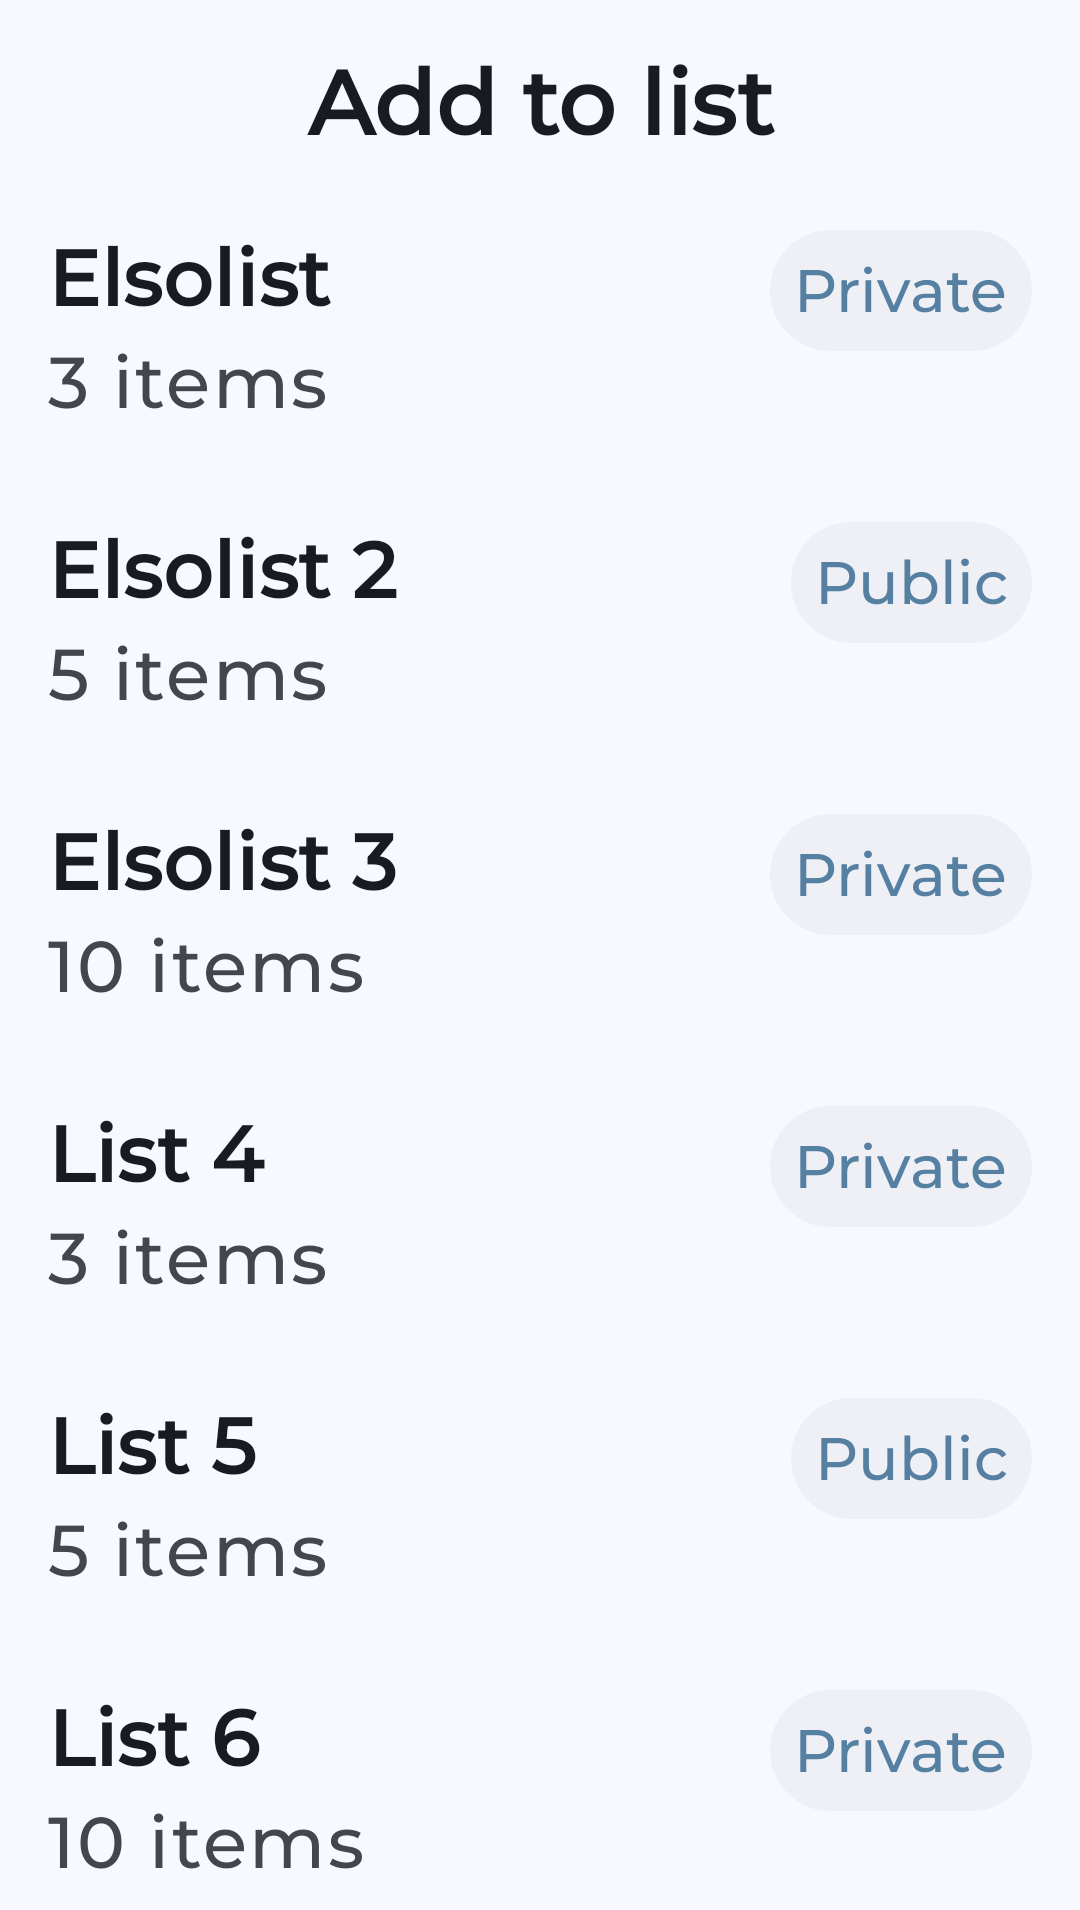 Add to list
Elsolist
Private
3 items
Elsolist 2
Public
5 items
Elsolist 3
Private
10 items
List 4
Private
3 items
List 5
Public
5 items
List 6
Private
10 items